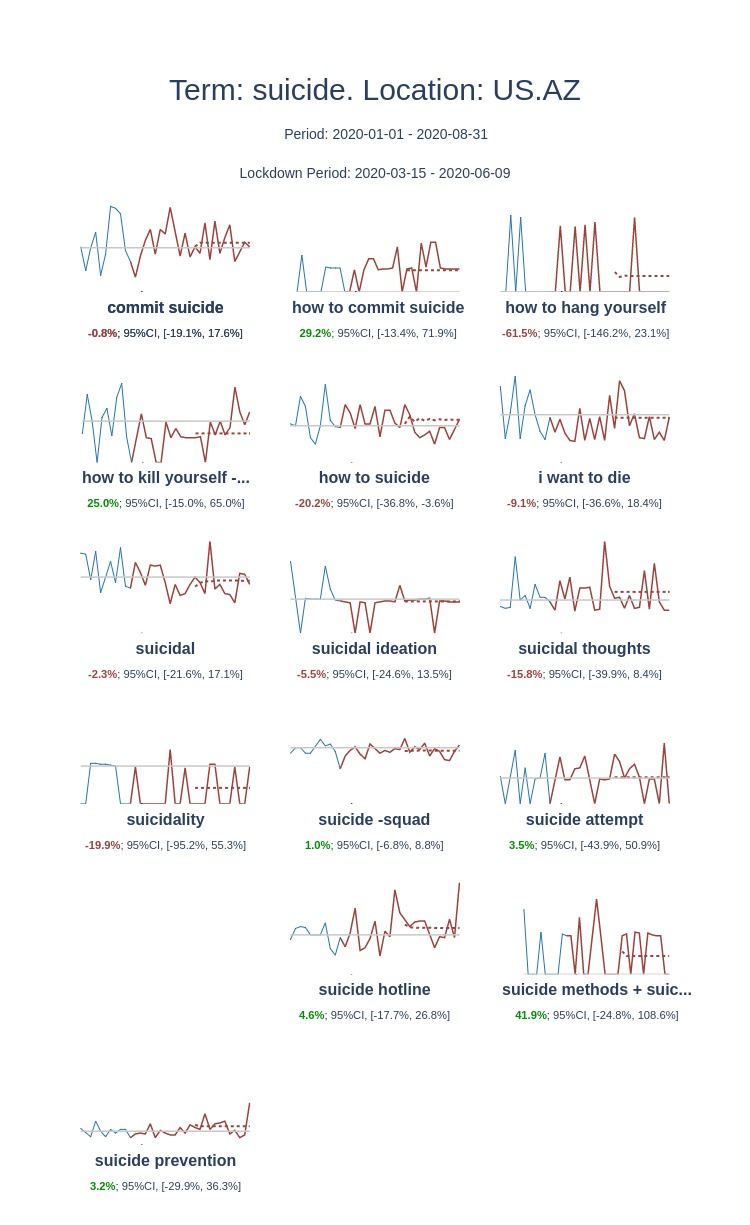 Term: suicide. Location: US.AZ
Period: 2020-01-01 - 2020-08-31
Lockdown Period: 2020-03-15 - 2020-06-09
commit suicide
-0.8%; 95%CI, [-19.1%, 17.6%]
how to commit suicide
29.2%; 95%CI, [-13.4%, 71.9%]
how to hang yourself
-61.5%; 95%CI, [-146.2%, 23.1%]
how to kill yourself -...
25.0%; 95%CI, [-15.0%, 65.0%]
how to suicide
-20.2%; 95%CI, [-36.8%, -3.6%]
i want to die
-9.1%; 95%CI, [-36.6%, 18.4%]
suicidal
-2.3%; 95%CI, [-21.6%, 17.1%]
suicidal ideation
-5.5%; 95%CI, [-24.6%, 13.5%]
suicidal thoughts
-15.8%; 95%CI, [-39.9%, 8.4%]
suicidality
-19.9%; 95%CI, [-95.2%, 55.3%]
suicide -squad
1.0%; 95%CI, [-6.8%, 8.8%]
suicide attempt
3.5%; 95%CI, [-43.9%, 50.9%]
suicide hotline
4.6%; 95%CI, [-17.7%, 26.8%]
suicide methods + suic...
41.9%; 95%CI, [-24.8%, 108.6%]
suicide prevention
3.2%; 95%CI, [-29.9%, 36.3%]